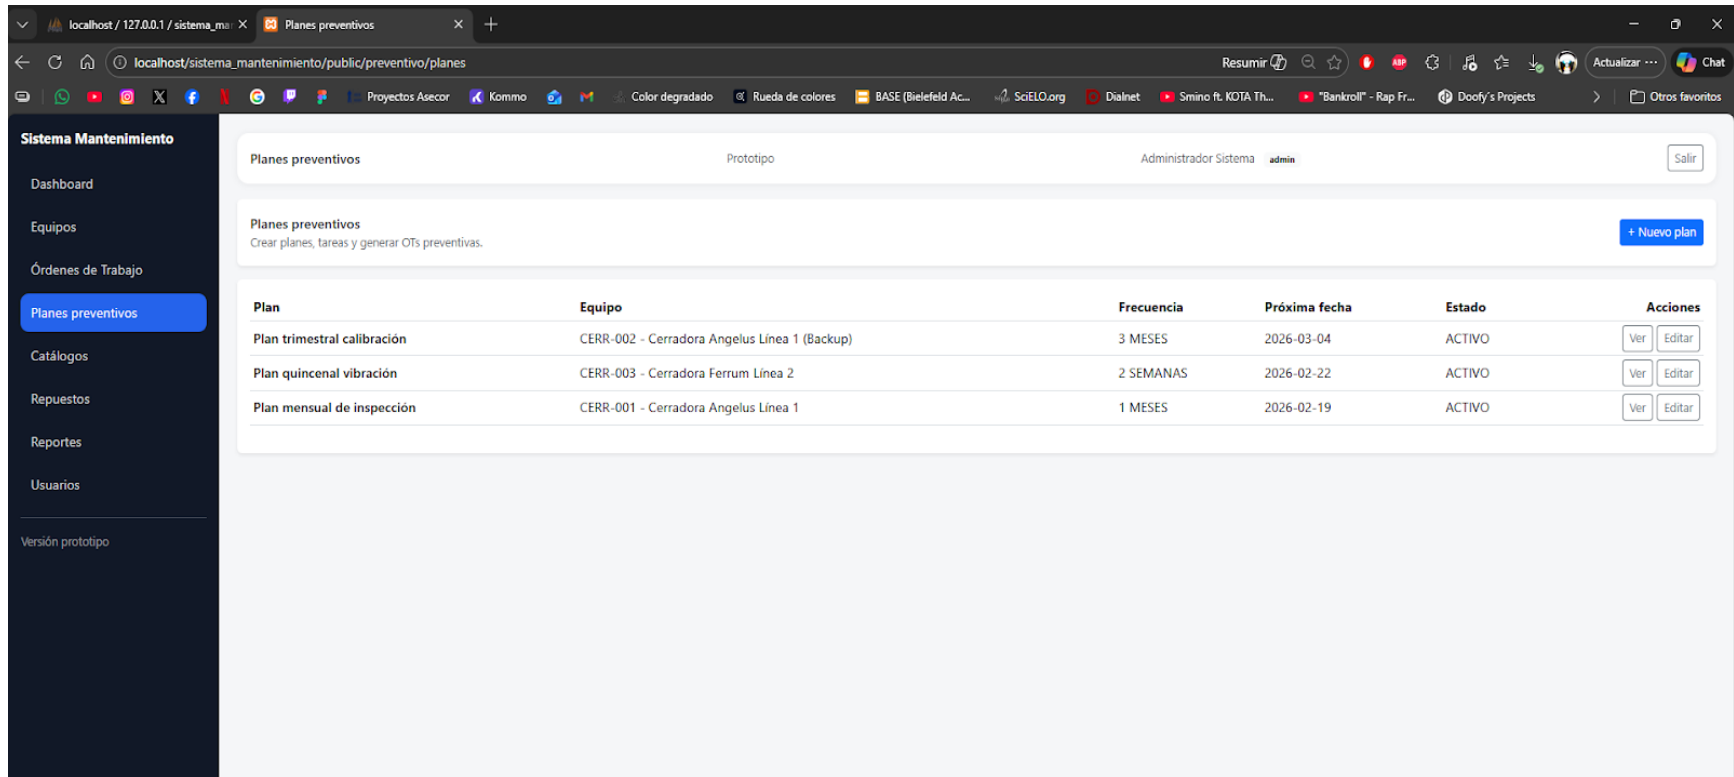 localhost / 127.0.0.1 / sistema_ma
Planes preventivos
localhost/sistema_mantenimiento/public/preventivo/planes
Resumir
ABP
Actualizar ...
Chat
Proyectos Asecor
Kommo
Color degradado
Rueda de colores
BASE (Bielefeld Ac...
SciELO.org
Dialnet
Smino ft. KOTA Th...
"Bankroll" - Rap Fr...
Doofy's Projects
Otros favoritos
Sistema Mantenimiento
Dashboard
Equipos
Órdenes de Trabajo
Planes preventivos
Catálogos
Repuestos
Reportes
Usuarios
Versión prototipo
Planes preventivos Prototipo Administrador Sistema admin Salir
Planes preventivos
Crear planes, tareas y generar OTs preventivas.
+ Nuevo plan
Plan Equipo Frecuencia Próxima fecha Estado Acciones
Plan trimestral calibración CERR-002 - Cerradora Angelus Línea 1 (Backup) 3 MESES 2026-03-04 ACTIVO Ver Editar
Plan quincenal vibración CERR-003 - Cerradora Ferrum Línea 2 2 SEMANAS 2026-02-22 ACTIVO Ver Editar
Plan mensual de inspección CERR-001 - Cerradora Angelus Línea 1 1 MESES 2026-02-19 ACTIVO Ver Editar